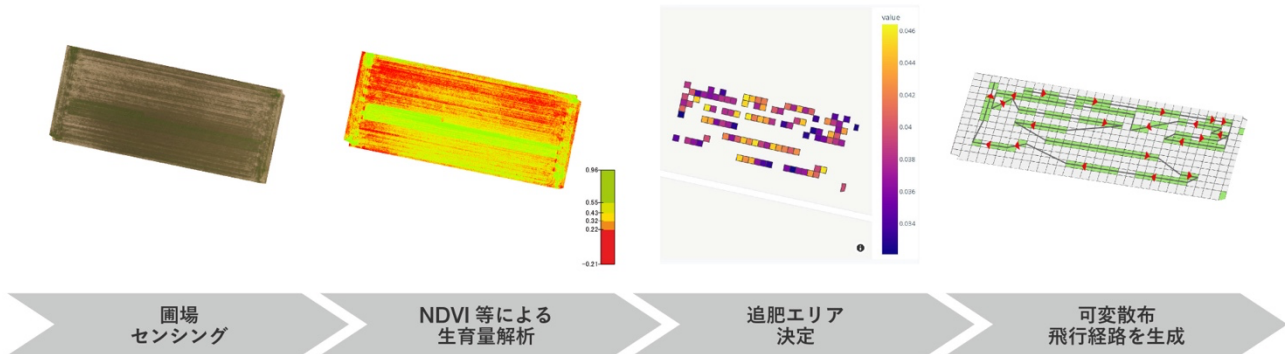 value
0.046
0.044
0.042
0.04
0.038
0.036
0.034
0.96
0.55
0.43
0.32
0.22
-0.21
圃場
センシング
NDVI 等による
生育量解析
追肥エリア
決定
可変散布
飛行経路を生成